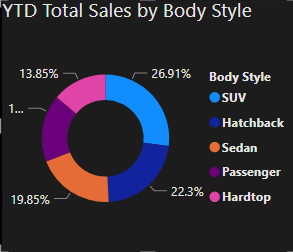 YTD Total Sales by Body Style
13.85%
26.91%
1...
19.85%
22.3%
Body Style
SUV
Hatchback
Sedan
Passenger
Hardtop